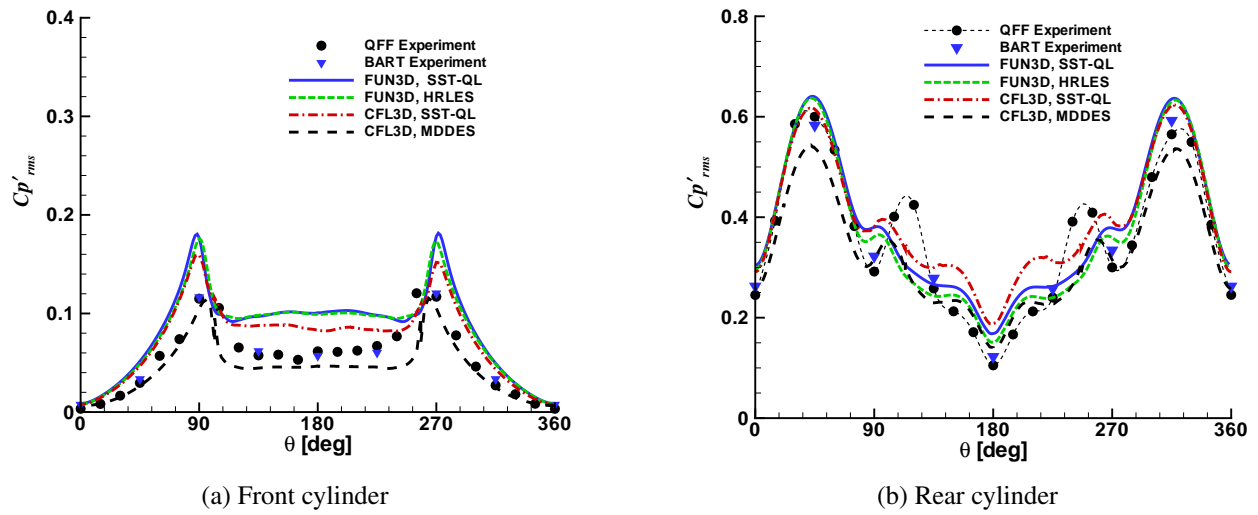 0.4
0.3
0.2
0.1
0
Cp'rms
QFF Experiment
BART Experiment
FUN3D, SST-QL
FUN3D, HRLES
CFL3D, SST-QL
CFL3D, MDDES
0 90 180 270 360
θ [deg]
(a) Front cylinder
0.8
0.6
0.4
0.2
0.0
Cp'rms
QFF Experiment
BART Experiment
FUN3D, SST-QL
FUN3D, HRLES
CFL3D, SST-QL
CFL3D, MDDES
0 90 180 270 360
θ [deg]
(b) Rear cylinder